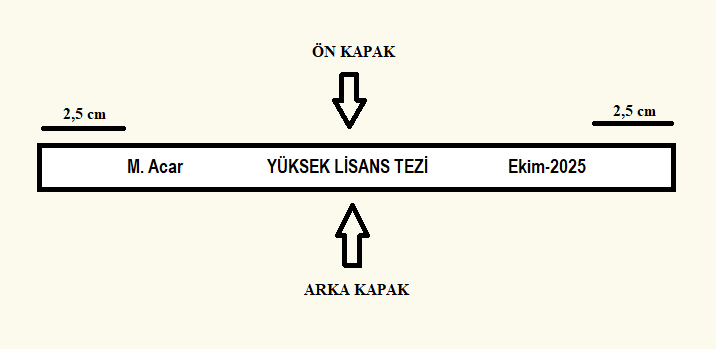 ÖN KAPAK
2,5 cm 2,5 cm
M. Acar YÜKSEK LİSANS TEZİ Ekim-2025
ARKA KAPAK